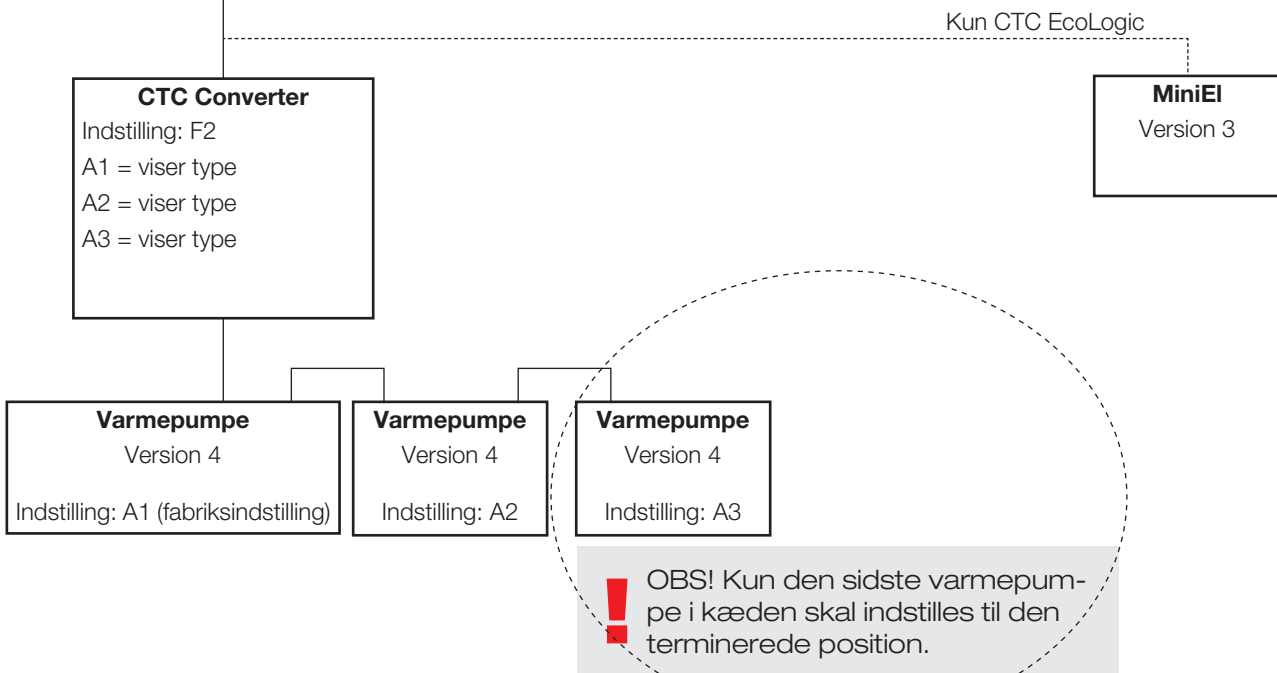 Kun CTC EcoLogic
CTC Converter
Indstilling: F2
A1 = viser type
A2 = viser type
A3 = viser type
MiniEl
Version 3
Varmepumpe
Version 4
Indstilling: A1 (fabriksindstilling)
Varmepumpe
Version 4
Indstilling: A2
Varmepumpe
Version 4
Indstilling: A3
! OBS! Kun den sidste varmepum-
pe i kæden skal indstilles til den
terminerede position.